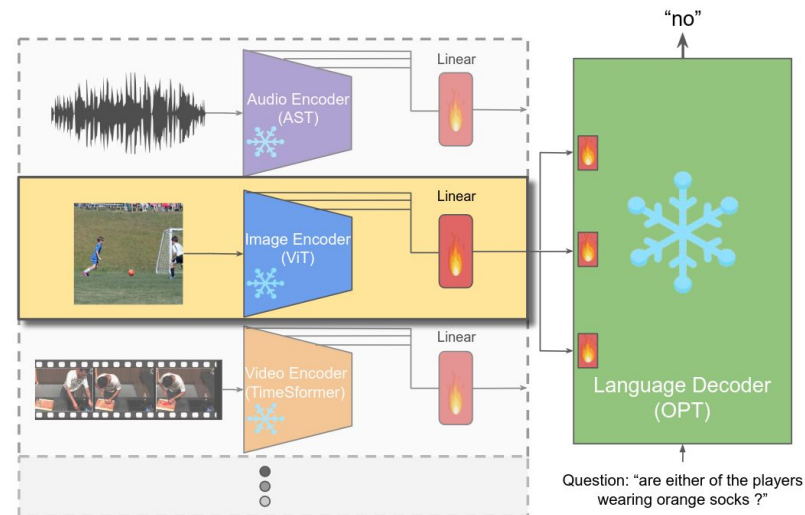 "no"
Linear
Audio Encoder
(AST)
Linear
Image Encoder
(ViT)
Linear
Video Encoder
(TimeSformer)
Language Decoder
(OPT)
Question: "are either of the players
wearing orange socks ?"